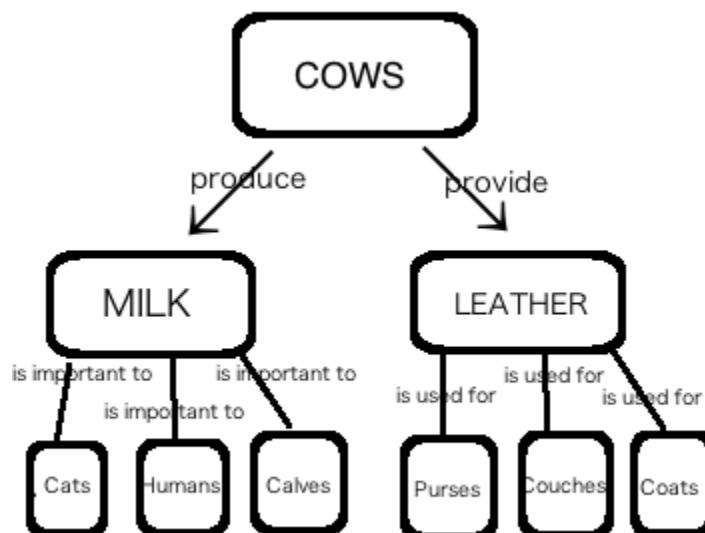 COWS
produce
provide
MILK
LEATHER
is important to
is important to
is important to
is used for
is used for
is used for
Cats
Humans
Calves
Purses
Couches
Coats